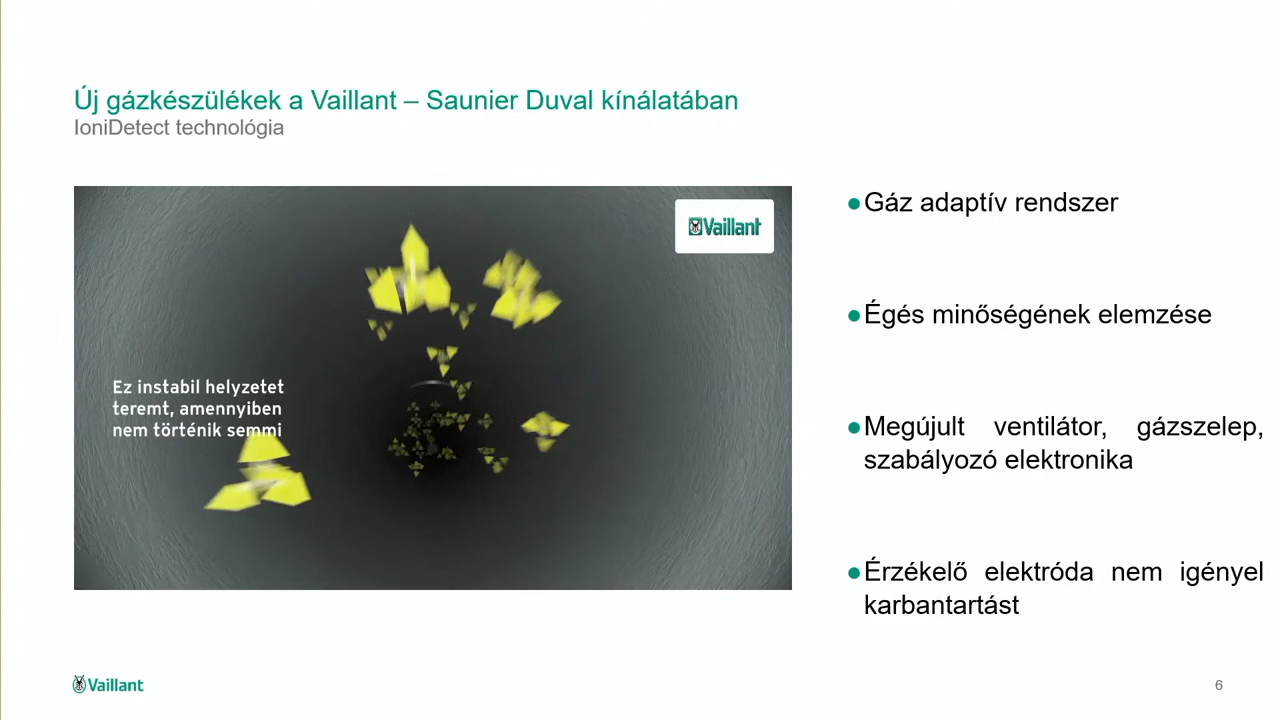 Új gázkészülékek a Vaillant – Saunier Duval kínálatában
IoniDetect technológia
Vaillant
Ez instabil helyzetet
teremt, amennyiben
nem történik semmi
●Gáz adaptív rendszer
●Égés minőségének elemzése
●Megújult ventilátor, gázszelep,
szabályozó elektronika
●Érzékelő elektróda nem igényel
karbantartást
Vaillant
6